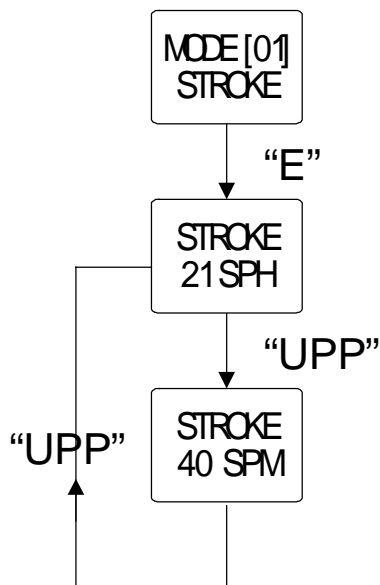 MODE [01]
STROKE
“E”
STROKE
21 SPH
“UPP”
STROKE
40 SPM
“UPP”